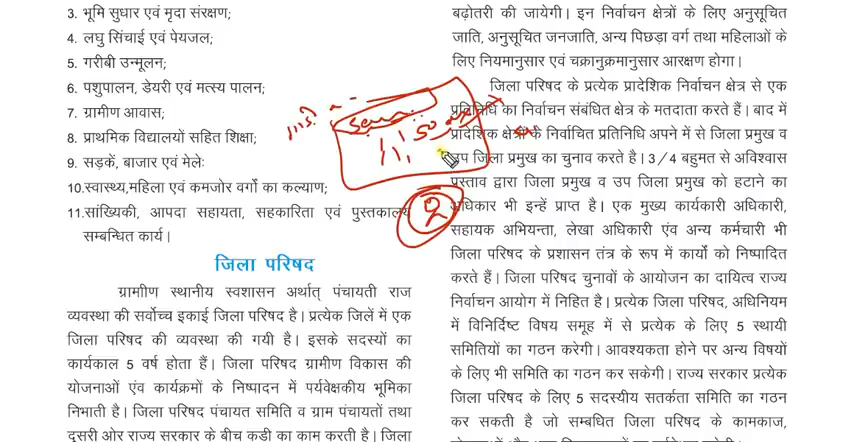 3. भूमि सुधार एवं मृदा संरक्षण;
4. लघु सिंचाई एवं पेयजल;
5. गरीबी उन्मूलन;
6. पशुपालन, डेयरी एवं मत्स्य पालन;
7. ग्रामीण आवास;
8. प्राथमिक विद्यालयों सहित शिक्षा;
9. सड़कें, बाजार एवं मेलेः
10.स्वास्थ्य,महिला एवं कमजोर वर्गों का कल्याण;
11.सांख्यिकी, आपदा सहायता, सहकारिता एवं पुस्तकालय
सम्बन्धित कार्य।
जिला परिषद
ग्रामीण स्थानीय स्वशासन अर्थात् पंचायती राज
व्यवस्था की सर्वोच्च इकाई जिला परिषद है। प्रत्येक जिलें में एक
जिला परिषद की व्यवस्था की गयी है। इसके सदस्यों का
कार्यकाल 5 वर्ष होता हैं। जिला परिषद ग्रामीण विकास की
योजनाओं एंव कार्यक्रमों के निष्पादन में पर्यवेक्षकीय भूमिका
निभाती है। जिला परिषद पंचायत समिति व ग्राम पंचायतों तथा
दूसरी ओर राज्य सरकार के बीच कडी का काम करती है। जिला
बढ़ोतरी की जायेगी। इन निर्वाचन क्षेत्रों के लिए अनुसूचित
जाति, अनुसूचित जनजाति, अन्य पिछड़ा वर्ग तथा महिलाओं के
लिए नियमानुसार एवं चक्रानुक्रमानुसार आरक्षण होगा।
जिला परिषद के प्रत्येक प्रादेशिक निर्वाचन क्षेत्र से एक
प्रतिनिधि का निर्वाचन संबंधित क्षेत्र के मतदाता करते हैं। बाद में
प्रादेशिक क्षेत्रों के निर्वाचित प्रतिनिधि अपने में से जिला प्रमुख व
उप जिला प्रमुख का चुनाव करते है। 3/4 बहुमत से अविश्वास
प्रस्ताव द्वारा जिला प्रमुख व उप जिला प्रमुख को हटाने का
अधिकार भी इन्हें प्राप्त है। एक मुख्य कार्यकारी अधिकारी,
सहायक अभियन्ता, लेखा अधिकारी एंव अन्य कर्मचारी भी
जिला परिषद के प्रशासन तंत्र के रूप में कार्यों को निष्पादित
करते हैं। जिला परिषद चुनावों के आयोजन का दायित्व राज्य
निर्वाचन आयोग में निहित है। प्रत्येक जिला परिषद, अधिनियम
में विनिर्दिष्ट विषय समूह में से प्रत्येक के लिए 5 स्थायी
समितियों का गठन करेगी। आवश्यकता होने पर अन्य विषयों
के लिए भी समिति का गठन कर सकेगी। राज्य सरकार प्रत्येक
जिला परिषद के लिए 5 सदस्यीय सतर्कता समिति का गठन
कर सकती है जो सम्बधित जिला परिषद के कामकाज,